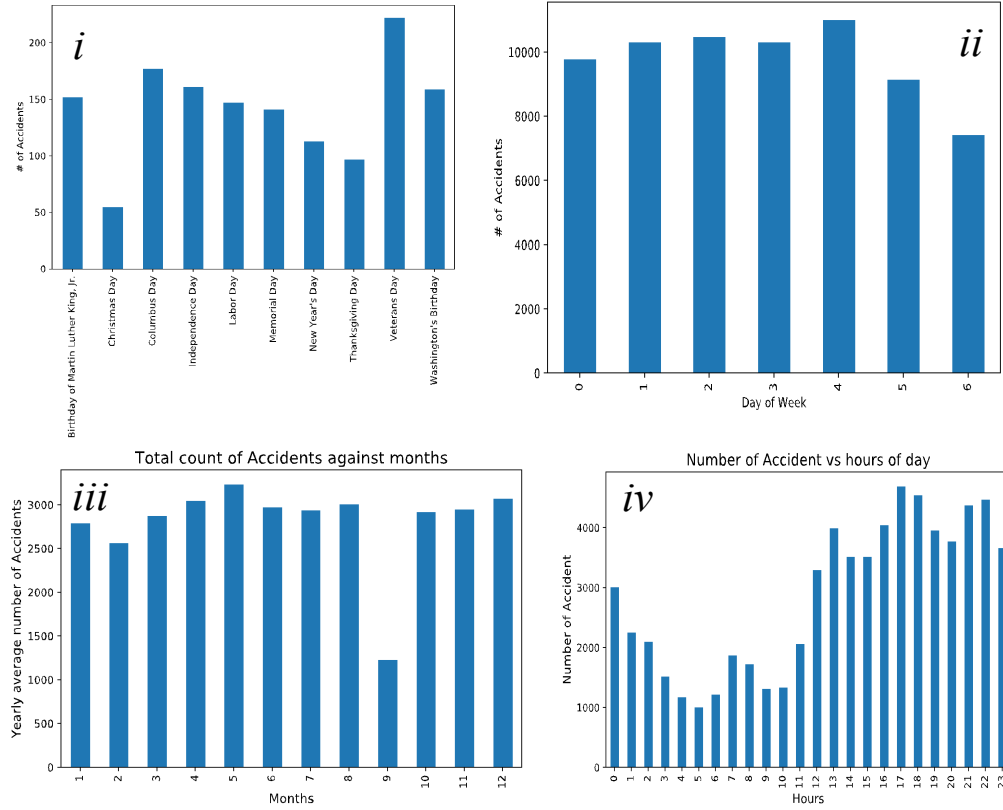 i
# of Accidents
200
150
100
50
0
Birthday of Martin Luther King, Jr.
Christmas Day
Columbus Day
Independence Day
Labor Day
Memorial Day
New Year's Day
Thanksgiving Day
Veterans Day
Washington's Birthday
ii
# of Accidents
10000
8000
6000
4000
2000
0
0 1 2 3 4 5 6
Day of Week
Total count of Accidents against months
iii
Yearly average number of Accidents
3000
2500
2000
1500
1000
500
0
1 2 3 4 5 6 7 8 9 10 11 12
Months
Number of Accident vs hours of day
iv
Number of Accident
4000
3000
2000
1000
0
0 1 2 3 4 5 6 7 8 9 10 11 12 13 14 15 16 17 18 19 20 21 22 23
Hours